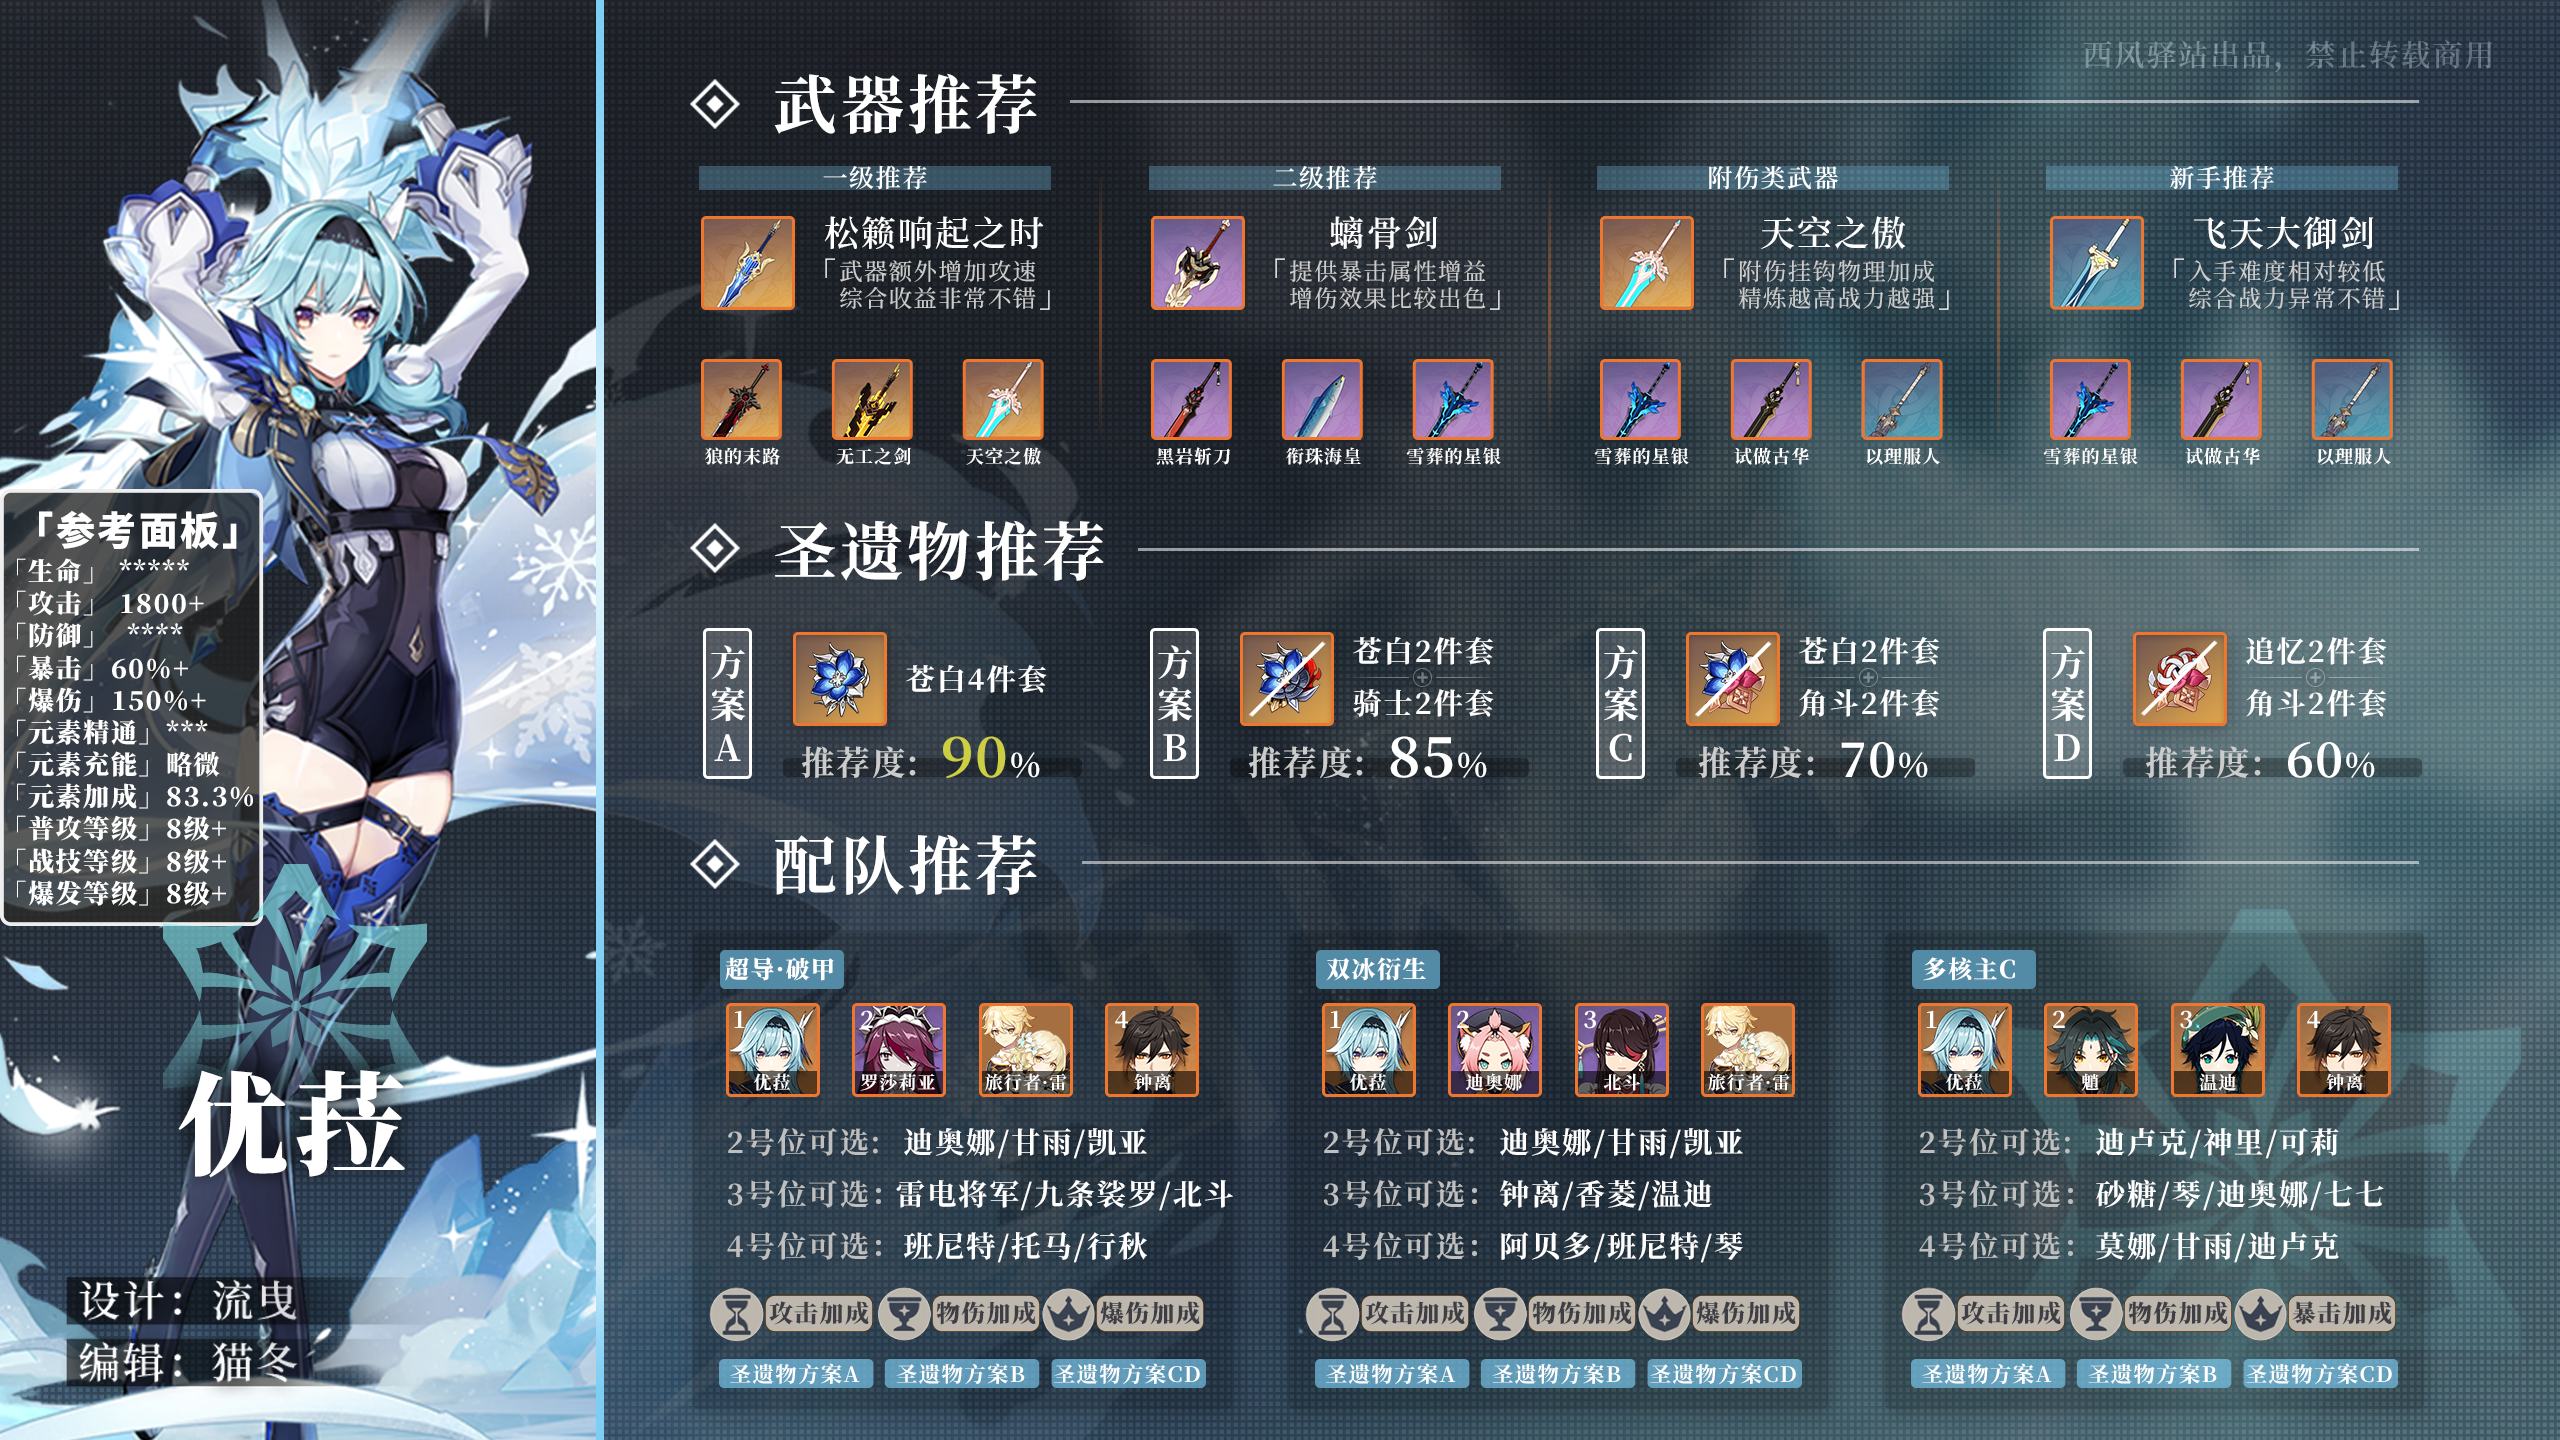 西风驿站出品，禁止转载商用
武器推荐
一级推荐
松籁响起之时
「武器额外增加攻速
综合收益非常不错」
狼的末路 无工之剑 天空之傲
二级推荐
螭骨剑
「提供暴击属性增益
增伤效果比较出色」
黑岩斩刀 衔珠海皇 雪葬的星银
附伤类武器
天空之傲
「附伤挂钩物理加成
精炼越高战力越强」
雪葬的星银 试做古华 以理服人
新手推荐
飞天大御剑
「入手难度相对较低
综合战力异常不错」
雪葬的星银 试做古华 以理服人
圣遗物推荐
方案A
苍白4件套
推荐度：90%
方案B
苍白2件套
骑士2件套
推荐度：85%
方案C
苍白2件套
角斗2件套
推荐度：70%
方案D
追忆2件套
角斗2件套
推荐度：60%
配队推荐
超导·破甲
1 2 4
优菈 罗莎莉亚 旅行者:雷 钟离
2号位可选：迪奥娜/甘雨/凯亚
3号位可选：雷电将军/九条裟罗/北斗
4号位可选：班尼特/托马/行秋
攻击加成 物伤加成 爆伤加成
圣遗物方案A 圣遗物方案B 圣遗物方案CD
双冰衍生
1 2 3
优菈 迪奥娜 北斗 旅行者:雷
2号位可选：迪奥娜/甘雨/凯亚
3号位可选：钟离/香菱/温迪
4号位可选：阿贝多/班尼特/琴
攻击加成 物伤加成 爆伤加成
圣遗物方案A 圣遗物方案B 圣遗物方案CD
多核主C
1 2 3 4
优菈 魈 温迪 钟离
2号位可选：迪卢克/神里/可莉
3号位可选：砂糖/琴/迪奥娜/七七
4号位可选：莫娜/甘雨/迪卢克
攻击加成 物伤加成 暴击加成
圣遗物方案A 圣遗物方案B 圣遗物方案CD
「参考面板」
「生命」 *****
「攻击」 1800+
「防御」 ****
「暴击」60%+
「爆伤」150%+
「元素精通」***
「元素充能」略微
「元素加成」83.3%
「普攻等级」8级+
「战技等级」8级+
「爆发等级」8级+
优菈
设计：流曳
编辑：猫冬